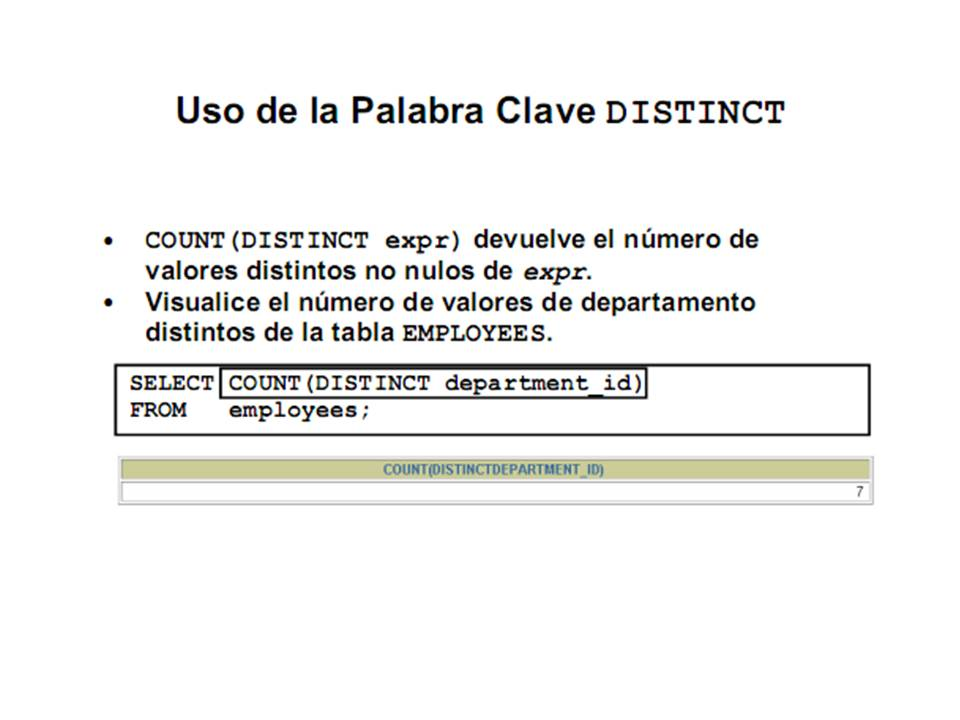 Uso de la Palabra Clave DISTINCT
• COUNT(DISTINCT expr) devuelve el número de
valores distintos no nulos de expr.
• Visualice el número de valores de departamento
distintos de la tabla EMPLOYEES.
SELECT COUNT(DISTINCT department_id)
FROM employees;
COUNT(DISTINCTDEPARTMENT_ID)
7